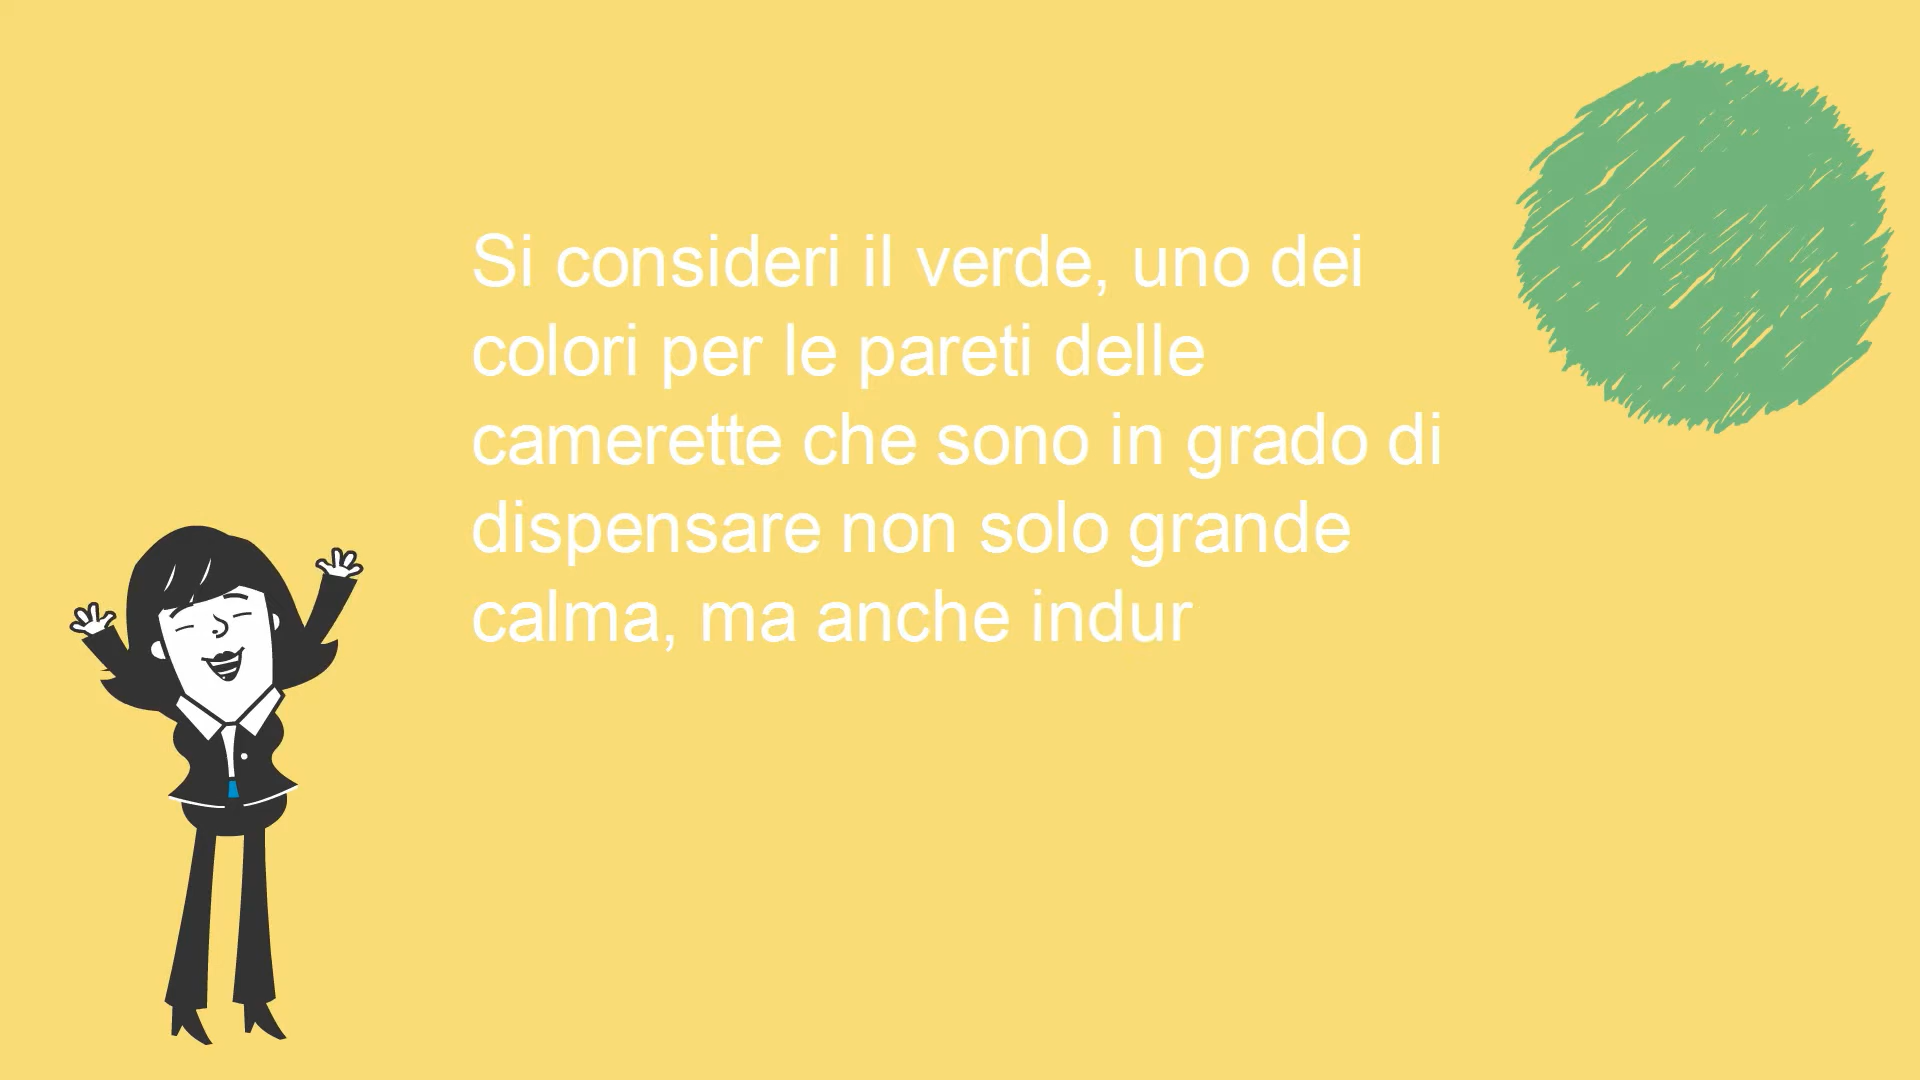 Si consideri il verde, uno dei
colori per le pareti delle
camerette che sono in grado di
dispensare non solo grande
calma, ma anche indur